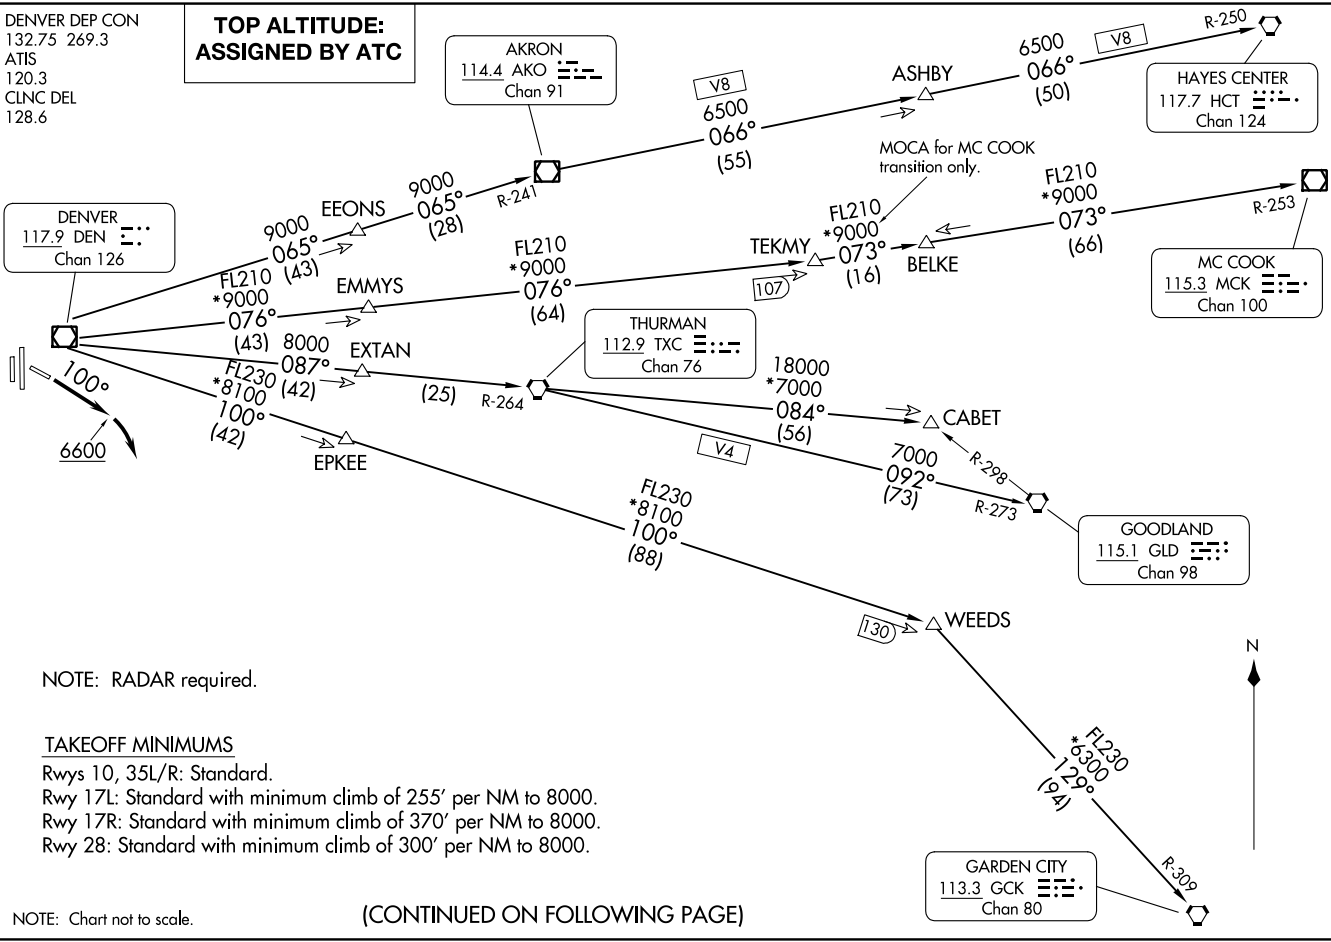 DENVER DEP CON
132.75 269.3
ATIS
120.3
CLNC DEL
128.6
TOP ALTITUDE:
ASSIGNED BY ATC
AKRON
114.4 AKO
Chan 91
V8
6500
066°
(55)
ASHBY
6500
066°
(50)
V8
R-250
HAYES CENTER
117.7 HCT
Chan 124
MOCA for MC COOK
transition only.
DENVER
117.9 DEN
Chan 126
9000
065°
(43)
EEONS
9000
065°
(28)
R-241
FL210
*9000
076°
(43)
EMMYS
FL210
*9000
076°
(64)
TEKMY
107
FL210
*9000
073°
(16)
BELKE
FL210
*9000
073°
(66)
R-253
MC COOK
115.3 MCK
Chan 100
8000
087°
(42)
EXTAN
(25)
R-264
THURMAN
112.9 TXC
Chan 76
18000
*7000
084°
(56)
CABET
V4
7000
092°
(73)
R-298
R-273
GOODLAND
115.1 GLD
Chan 98
100°
6600
FL230
*8100
100°
(42)
EPKEE
FL230
*8100
100°
(88)
130
WEEDS
N
FL230
*6300
129°
(94)
R-309
GARDEN CITY
113.3 GCK
Chan 80
NOTE: RADAR required.
TAKEOFF MINIMUMS
Rwys 10, 35L/R: Standard.
Rwy 17L: Standard with minimum climb of 255' per NM to 8000.
Rwy 17R: Standard with minimum climb of 370' per NM to 8000.
Rwy 28: Standard with minimum climb of 300' per NM to 8000.
NOTE: Chart not to scale.
(CONTINUED ON FOLLOWING PAGE)